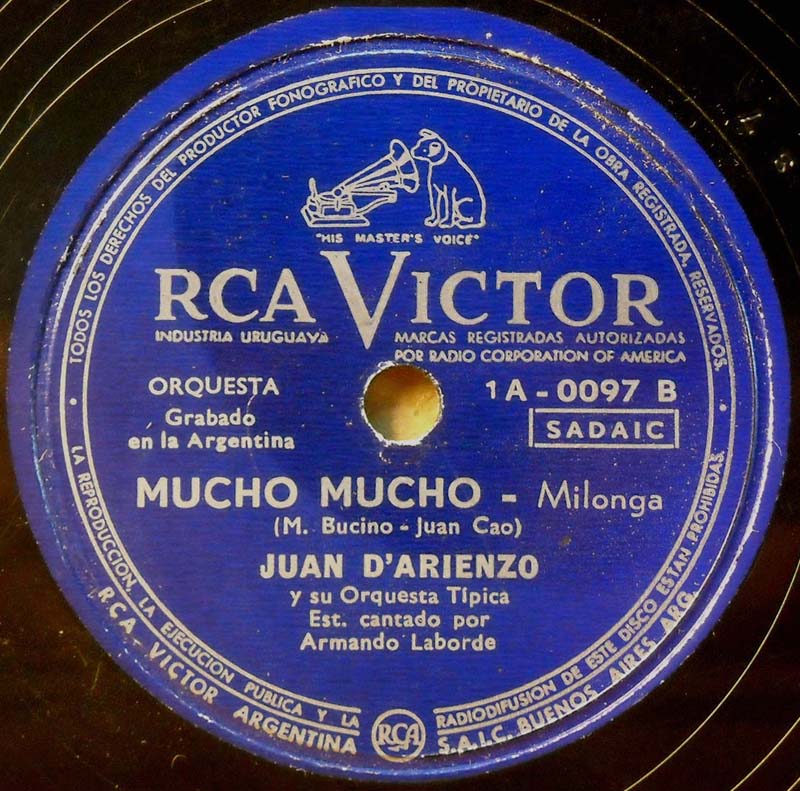 TODOS LOS DERECHOS DEL PRODUCTOR FONOGRAFICO Y DEL PROPIETARIO DE LA OBRA REGISTRADA, RESERVADOS.
"HIS MASTER'S VOICE"
RCA VICTOR
INDUSTRIA URUGUAYA
MARCAS REGISTRADAS AUTORIZADAS
POR RADIO CORPORATION OF AMERICA
ORQUESTA
1A - 0097 B
Grabado
en la Argentina
SADAIC
MUCHO MUCHO - Milonga
(M. Bucino - Juan Cao)
JUAN D'ARIENZO
y su Orquesta Típica
Est. cantado por
Armando Laborde
LA REPRODUCCION, LA EJECUCION PUBLICA Y LA RADIODIFUSION DE ESTE DISCO ESTAN PROHIBIDAS.
RCA - VICTOR ARGENTINA S.A.I.C. BUENOS AIRES ARG.
RCA